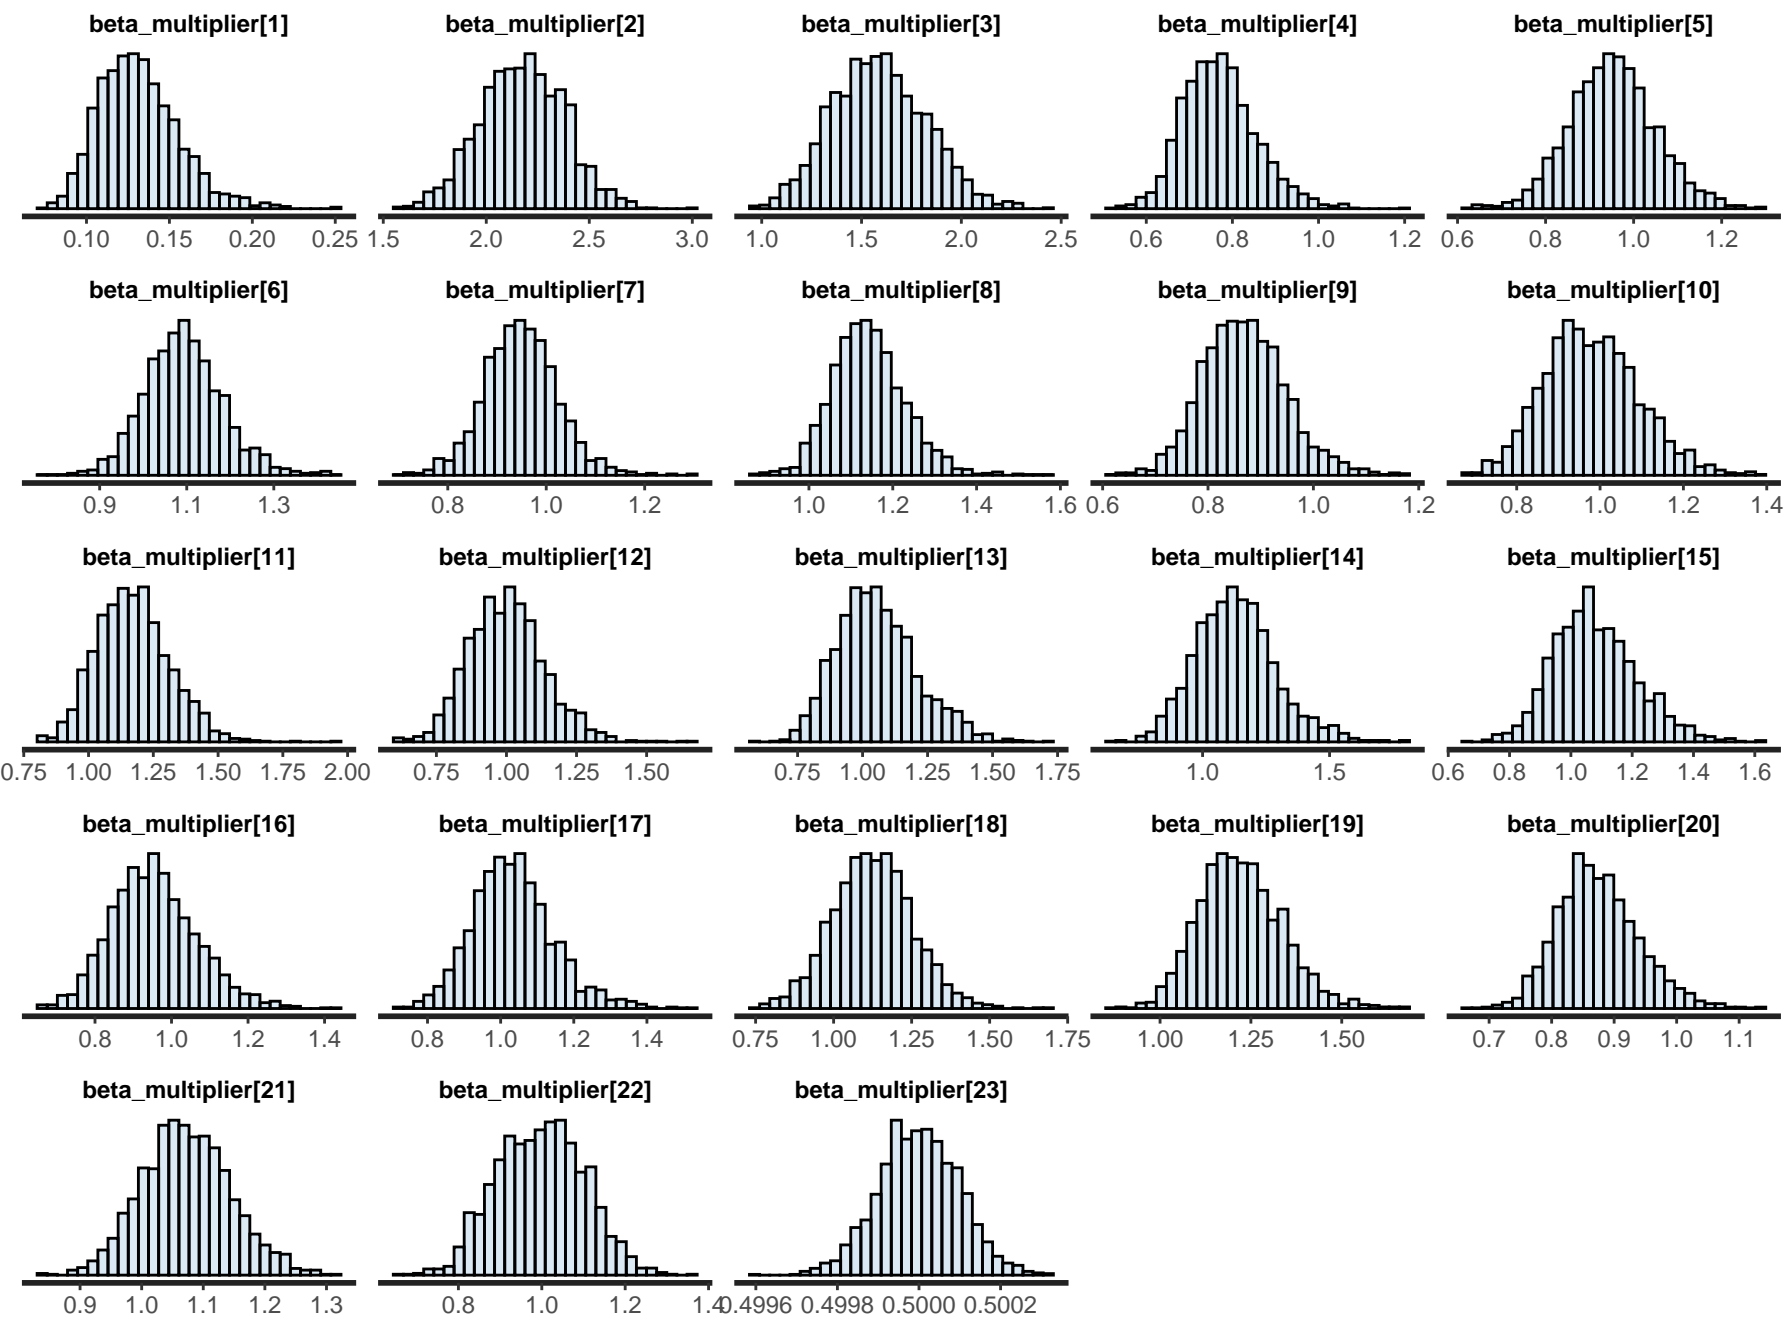 beta_multiplier[1] beta_multiplier[2] beta_multiplier[3] beta_multiplier[4] beta_multiplier[5]
0.10 0.15 0.20 0.25 1.5 2.0 2.5 3.0 1.0 1.5 2.0 2.5 0.6 0.8 1.0 1.2 0.6 0.8 1.0 1.2
beta_multiplier[6] beta_multiplier[7] beta_multiplier[8] beta_multiplier[9] beta_multiplier[10]
0.9 1.1 1.3 0.8 1.0 1.2 1.0 1.2 1.4 1.6 0.6 0.8 1.0 1.2 0.8 1.0 1.2 1.4
beta_multiplier[11] beta_multiplier[12] beta_multiplier[13] beta_multiplier[14] beta_multiplier[15]
0.75 1.00 1.25 1.50 1.75 2.00 0.75 1.00 1.25 1.50 0.75 1.00 1.25 1.50 1.75 1.0 1.5 0.6 0.8 1.0 1.2 1.4 1.6
beta_multiplier[16] beta_multiplier[17] beta_multiplier[18] beta_multiplier[19] beta_multiplier[20]
0.8 1.0 1.2 1.4 0.8 1.0 1.2 1.4 0.75 1.00 1.25 1.50 1.75 1.00 1.25 1.50 0.7 0.8 0.9 1.0 1.1
beta_multiplier[21] beta_multiplier[22] beta_multiplier[23]
0.9 1.0 1.1 1.2 1.3 0.8 1.0 1.2 1.4 0.4996 0.4998 0.5000 0.5002